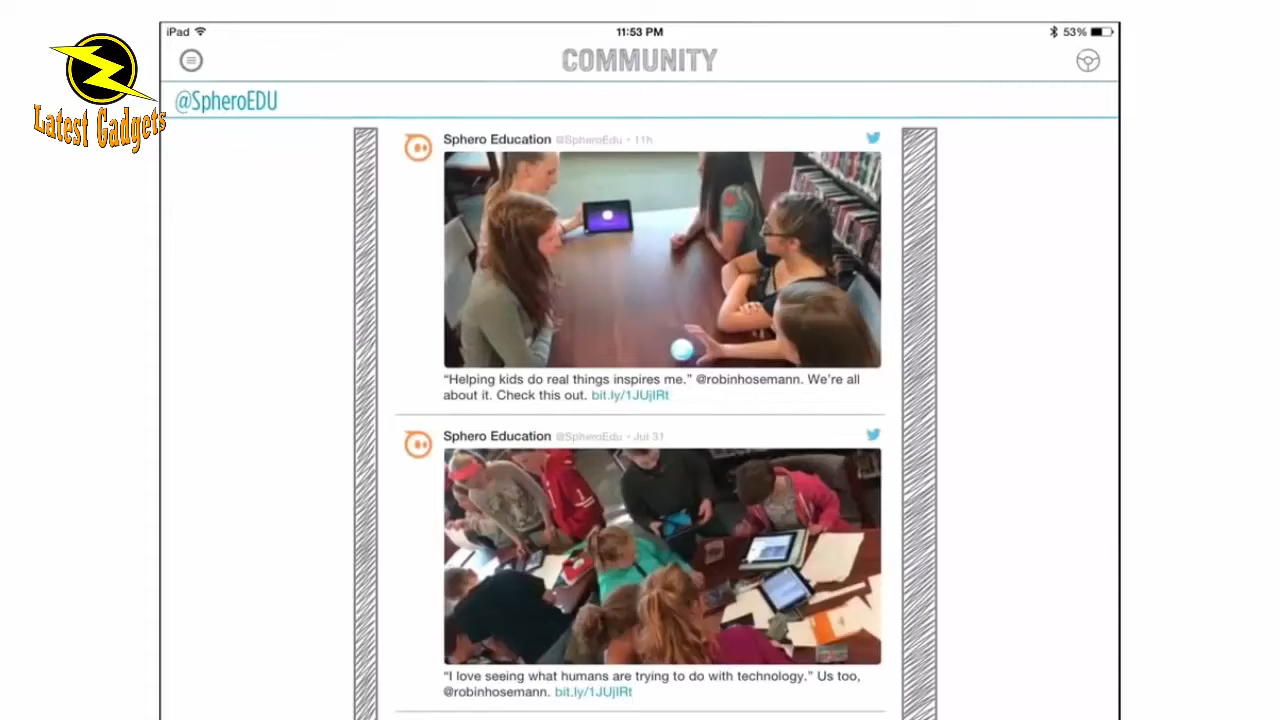 iPad
11:53 PM
53%
COMMUNITY
Latest Gadgets
@SpheroEDU
Sphero Education @SpheroEdu • 11h
“Helping kids do real things inspires me.” @robinhosemann. We’re all
about it. Check this out. bit.ly/1JUjIRt
Sphero Education @SpheroEdu • Jul 31
“I love seeing what humans are trying to do with technology.” Us too,
@robinhosemann. bit.ly/1JUjIRt